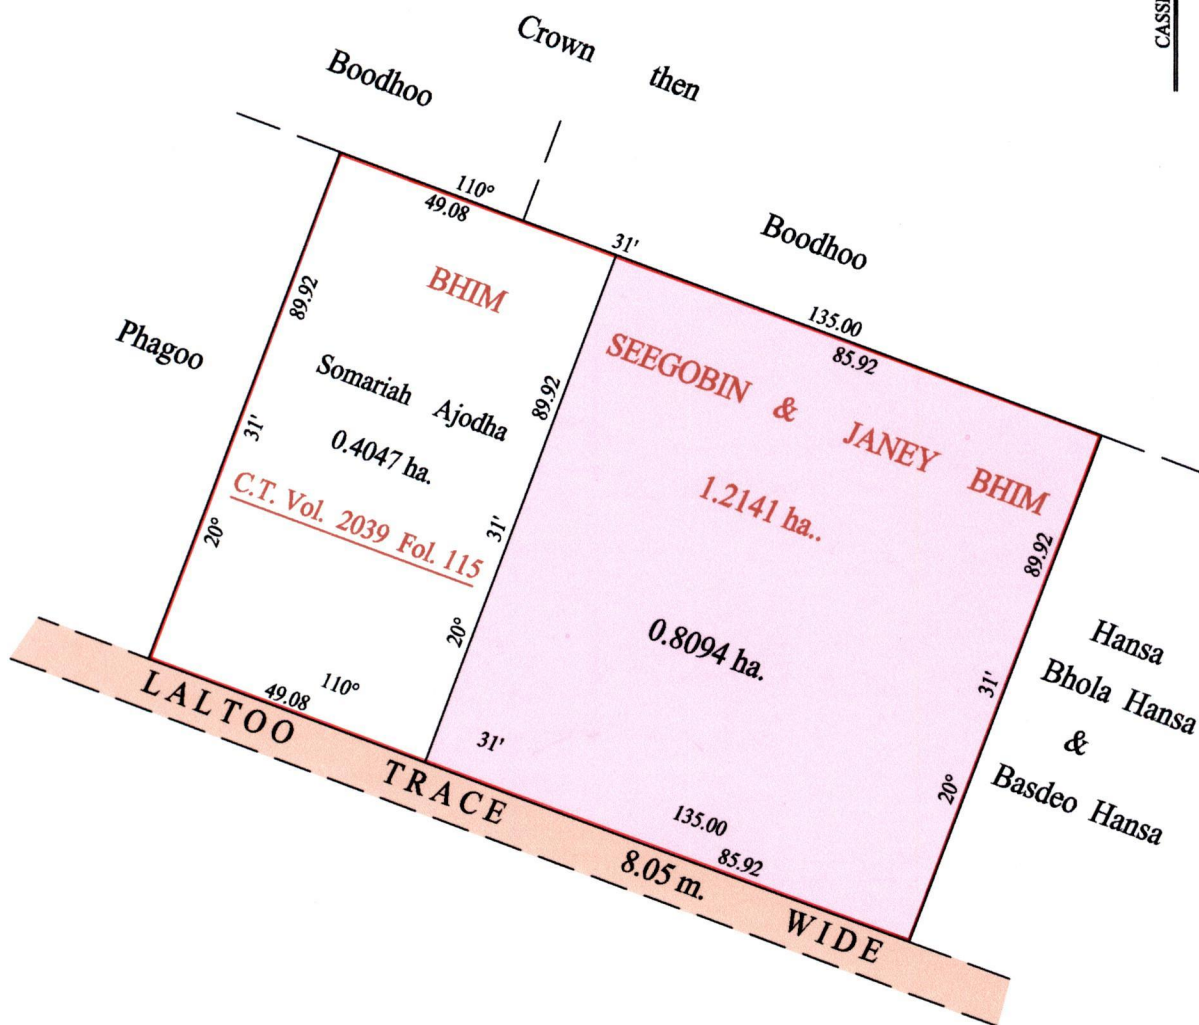 CASSI
Crown then
Boodhoo
110°
49.08
31'
Boodhoo
135.00
85.92
BHIM
SEEGOBIN & JANEY BHIM
89.92
Phagoo
Somariah Ajodha
89.92
0.4047 ha.
1.2141 ha..
31'
C.T. Vol. 2039 Fol. 115
31'
89.92
20°
20°
0.8094 ha.
Hansa
Bhola Hansa
&
Basdeo Hansa
31'
20°
110°
49.08
31'
135.00
85.92
LALTOO TRACE 8.05 m. WIDE